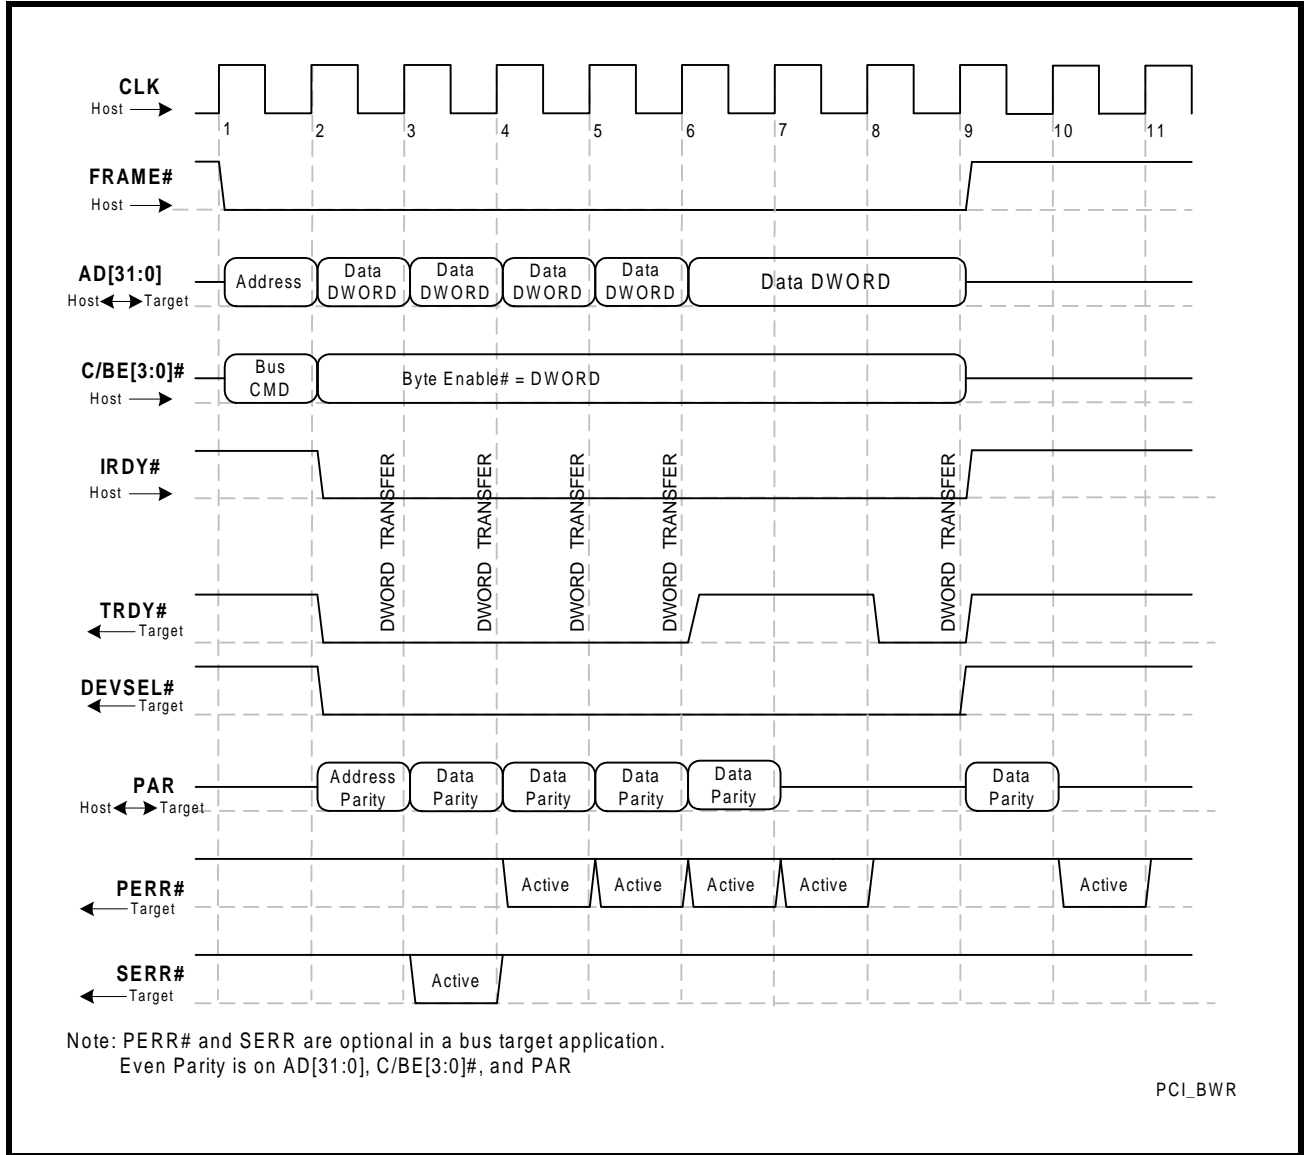 CLK
Host
1 2 3 4 5 6 7 8 9 10 11
FRAME#
Host
AD[31:0]
Host Target
Address
Data
DWORD
Data
DWORD
Data
DWORD
Data
DWORD
Data DWORD
C/BE[3:0]#
Host
Bus
CMD
Byte Enable# = DWORD
IRDY#
Host
DWORD TRANSFER
DWORD TRANSFER
DWORD TRANSFER
DWORD TRANSFER
DWORD TRANSFER
TRDY#
Target
DEVSEL#
Target
PAR
Host Target
Address
Parity
Data
Parity
Data
Parity
Data
Parity
Data
Parity
Data
Parity
PERR#
Target
Active Active Active Active Active
SERR#
Target
Active
Note: PERR# and SERR are optional in a bus target application.
Even Parity is on AD[31:0], C/BE[3:0]#, and PAR
PCI_BWR